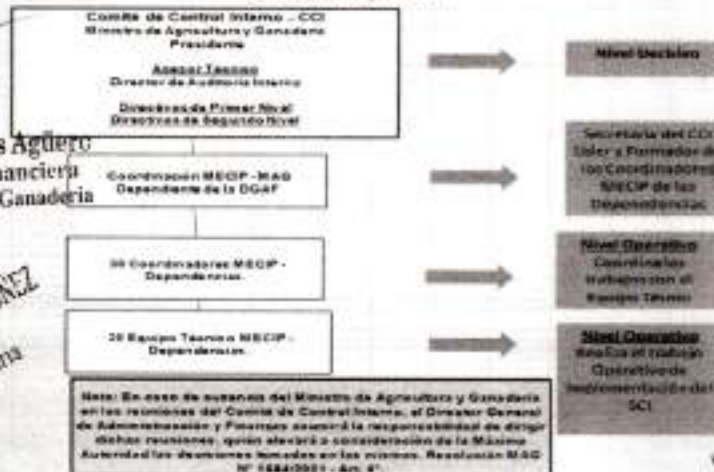 Comité de Control Interno - CCI
Ministro de Agricultura y Ganadería
Presidente
Asesor Técnico
Director de Auditoría Interna
Directivos de Primer Nivel
Directivos de Segundo Nivel
Nivel Decisivo
s Agüero
nanciera
Ganadería
Coordinación MECIP - MAG
Dependiente de la DGAF
Secretaría del CCI
Líder y Formador de
los Coordinadores
MECIP de las
Dependencias
ÑEZ
Coordinadores MECIP -
Dependencias.
Nivel Operativo
Coordina los
trabajos con el
Equipo Técnico
na
Equipo Técnico MECIP -
Dependencias.
Nivel Operativo
Realiza el trabajo
Operativo de
Implementación del
SCI
Nota: En caso de ausencia del Ministro de Agricultura y Ganadería
en las reuniones del Comité de Control Interno, el Director General
de Administración y Finanzas asumirá la responsabilidad de dirigir
dichas reuniones, quien elevará a consideración de la Máxima
Autoridad las decisiones tomadas en las mismas. Resolución MAG